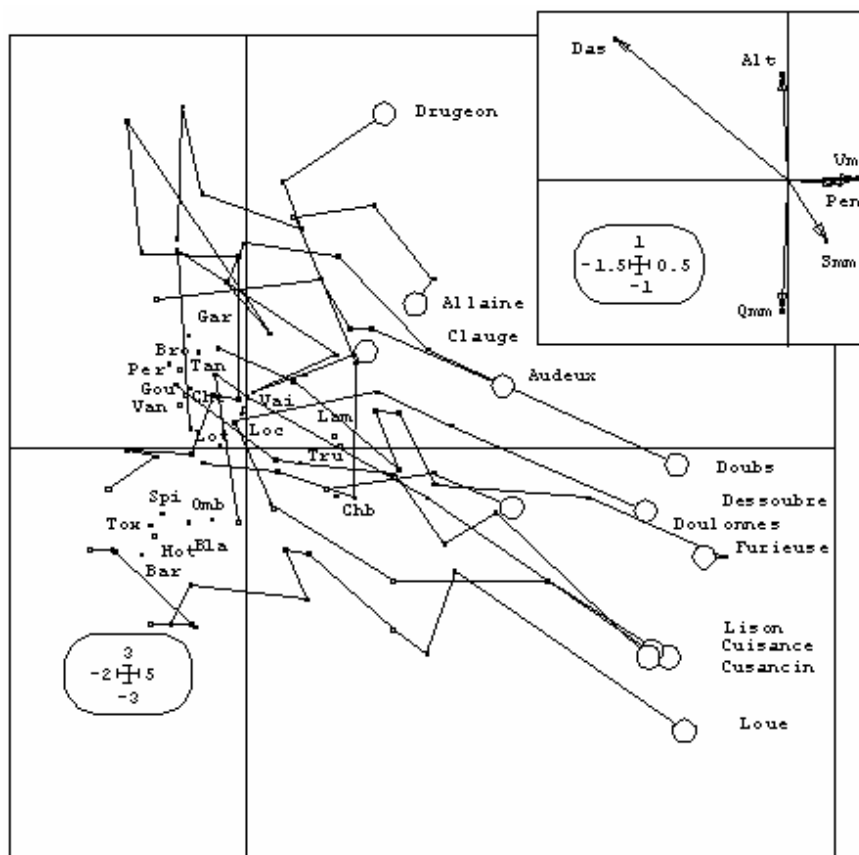 Das
Alt
Drugeon
Vm
Pen
Smm
1
-1.5 0.5
-1
Qmm
Allaine
Gar
Clauge
Bro
Tan
Per
Audeux
Gou
Che
Vai
Van
Lam
Loc
Lot
Tru
Doubs
Dessoubre
Spi
Omb
Chb
Doulonnes
Tox
Furieuse
Hot
Bla
Bar
Lison
Cuisance
Cusancin
3
-2 5
-3
Loue